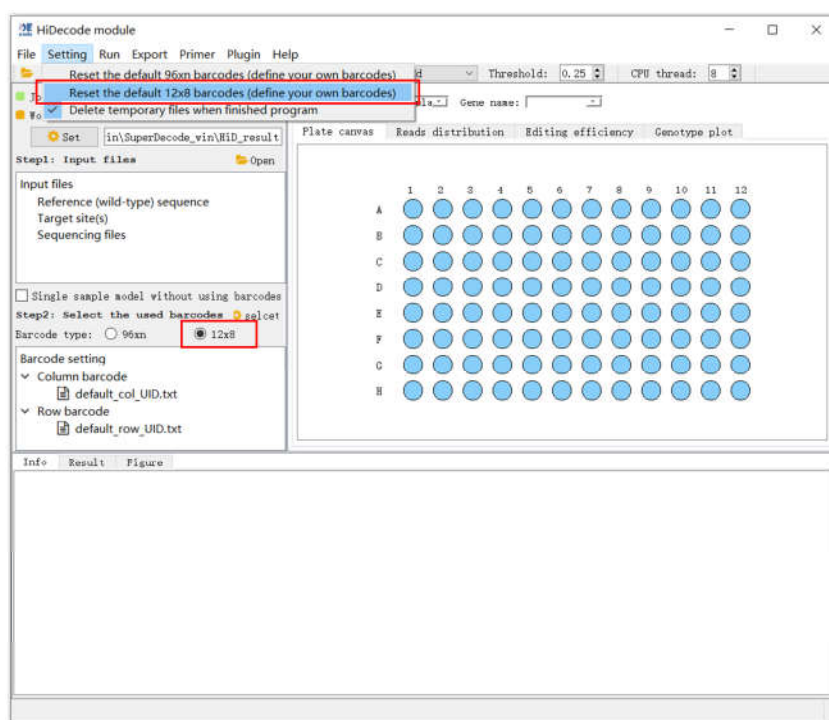 HiDecode module
File Setting Run Export Primer Plugin Help
Reset the default 96xn barcodes (define your own barcodes)
Threshold: 0.25 CPU thread: 8
Reset the default 12x8 barcodes (define your own barcodes)
Gene name:
Delete temporary files when finished program
Set in\SuperDecode_win\HiD_result
Plate canvas Reads distribution Editing efficiency Genotype plot
Step1: Input files Open
Input files
Reference (wild-type) sequence
Target site(s)
Sequencing files
1 2 3 4 5 6 7 8 9 10 11 12
A
B
C
D
E
F
G
H
Single sample model without using barcodes
Step2: Select the used barcodes selcet
Barcode type: 96xn 12x8
Barcode setting
Column barcode
default_col_UID.txt
Row barcode
default_row_UID.txt
Info Result Figure